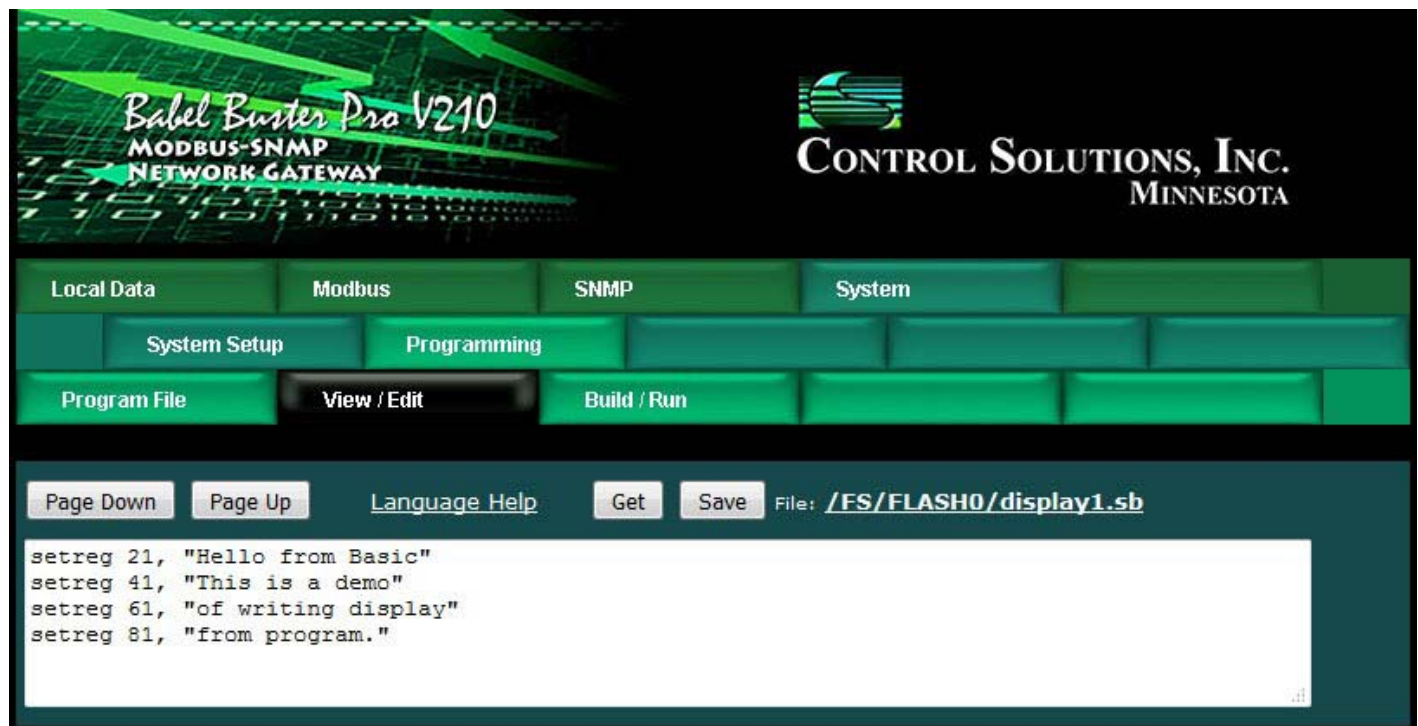 Babel Buster Pro V210
MODBUS-SNMP
NETWORK GATEWAY
CONTROL SOLUTIONS, INC.
MINNESOTA
Local Data Modbus SNMP System
System Setup Programming
Program File View / Edit Build / Run
Page Down Page Up Language Help Get Save File: /FS/FLASH0/display1.sb
setreg 21, "Hello from Basic"
setreg 41, "This is a demo"
setreg 61, "of writing display"
setreg 81, "from program."